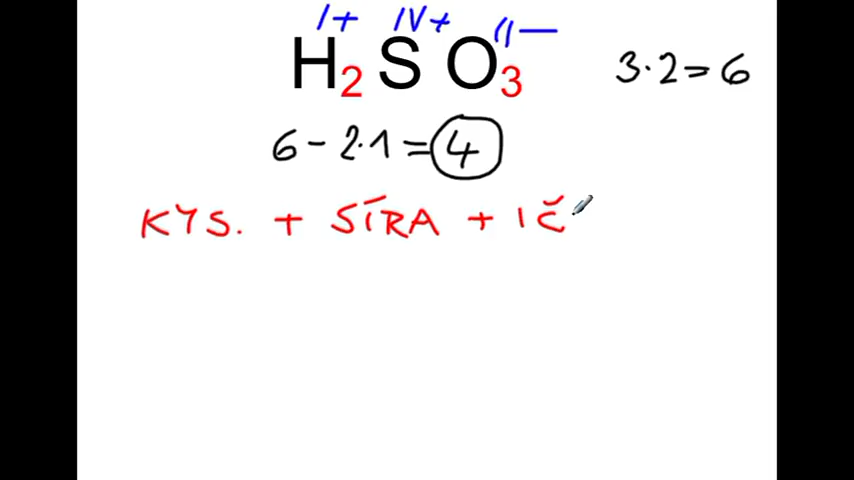 I+ IV+ II−
H2SO3 3·2=6
6−2·1=4
KYS. + SÍRA + IČ